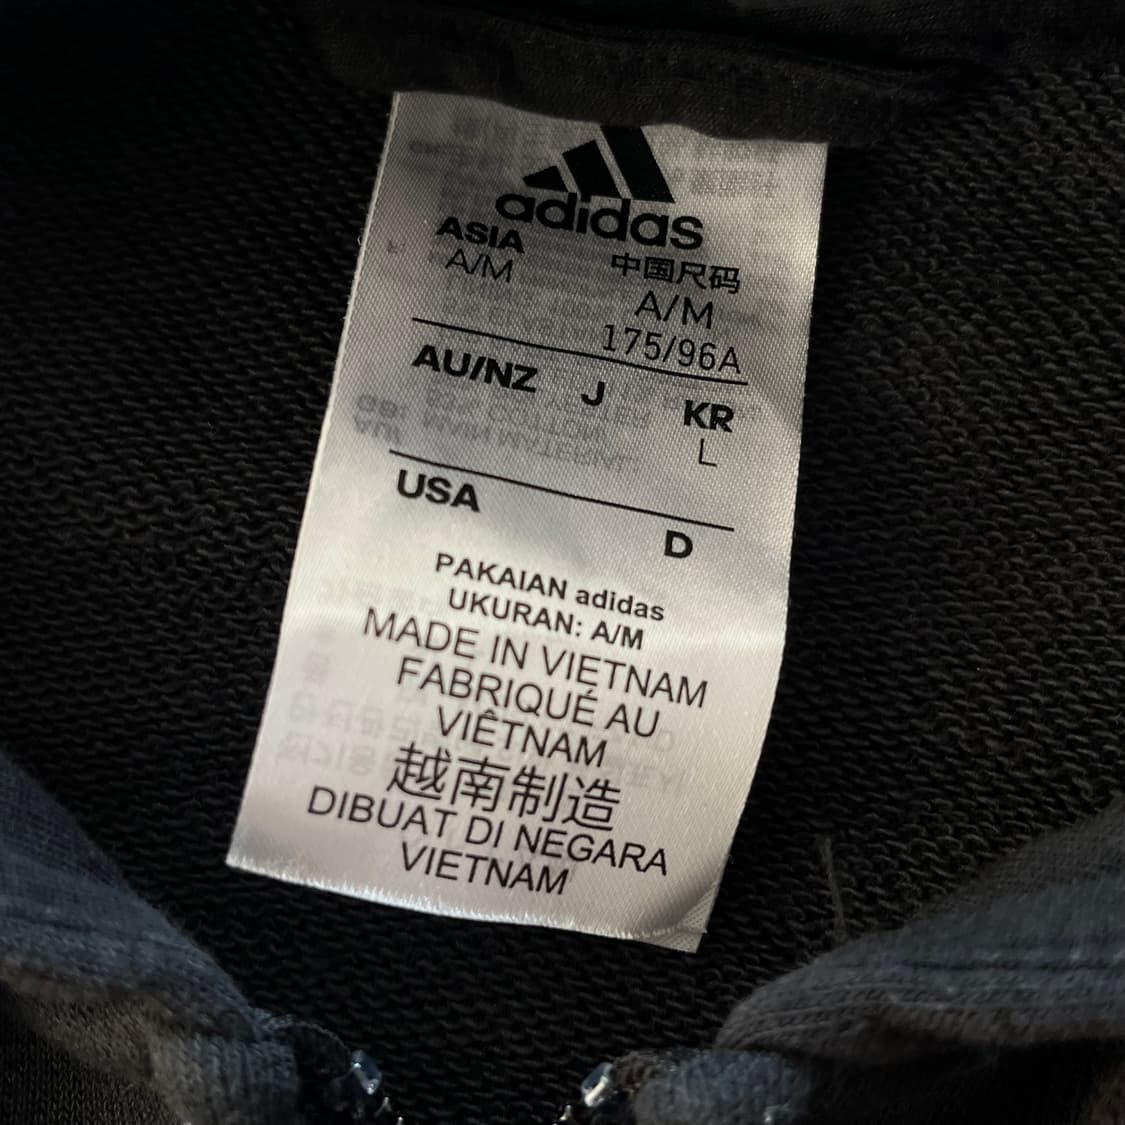 adidas
ASIA 中国尺码
A/M A/M
175/96A
AU/NZ J KR
L
USA D
PAKAIAN adidas
UKURAN: A/M
MADE IN VIETNAM
FABRIQUÉ AU
VIÊTNAM
越南制造
DIBUAT DI NEGARA
VIETNAM